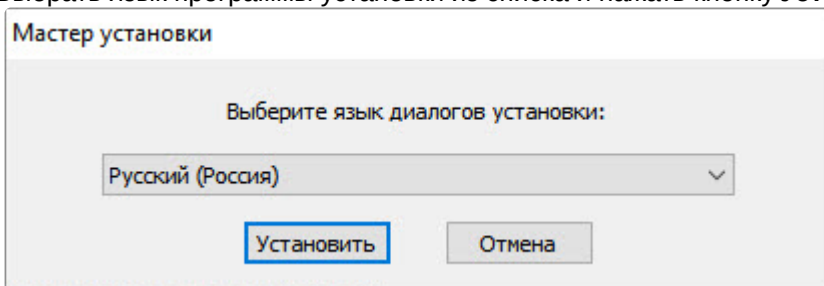 Мастер установки
Выберите язык диалогов установки:
Русский (Россия)
Установить
Отмена